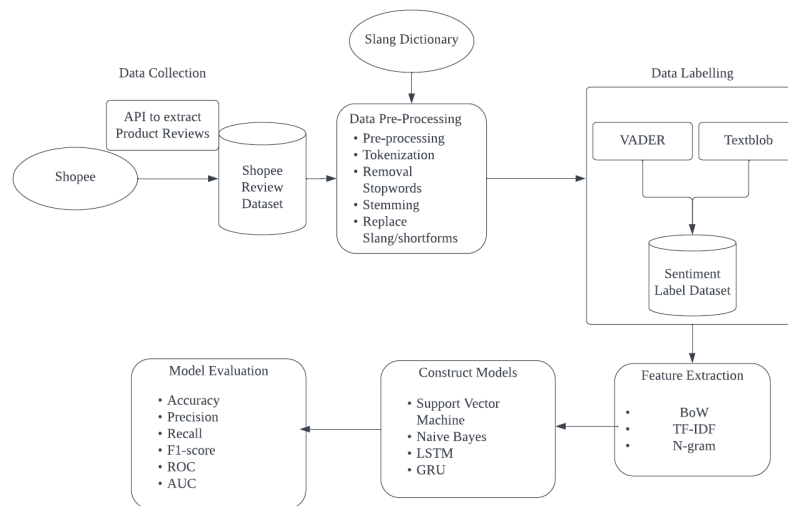 Slang Dictionary
Data Collection
API to extract
Product Reviews
Shopee
Shopee
Review
Dataset
Data Pre-Processing
• Pre-processing
• Tokenization
• Removal
Stopwords
• Stemming
• Replace
Slang/shortforms
Data Labelling
VADER
Textblob
Sentiment
Label Dataset
Model Evaluation
• Accuracy
• Precision
• Recall
• F1-score
• ROC
• AUC
Construct Models
• Support Vector
Machine
• Naive Bayes
• LSTM
• GRU
Feature Extraction
• BoW
• TF-IDF
• N-gram